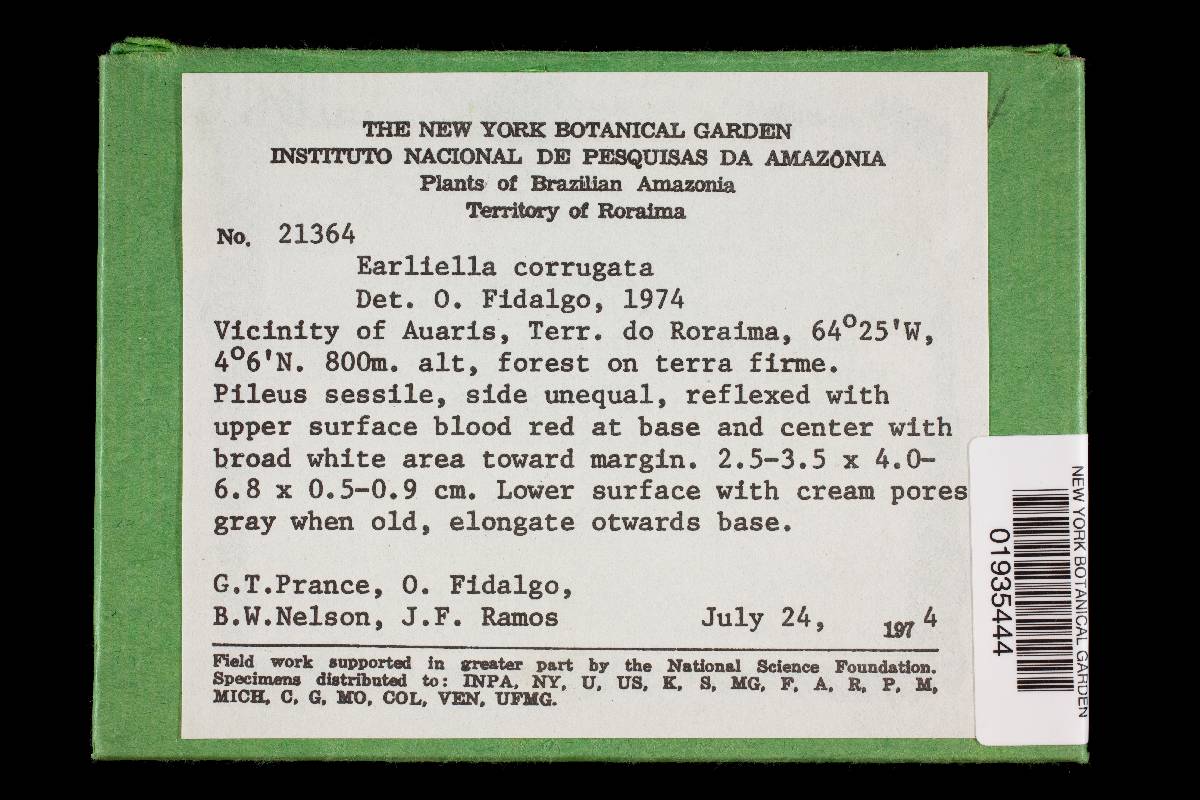 THE NEW YORK BOTANICAL GARDEN
INSTITUTO NACIONAL DE PESQUISAS DA AMAZÔNIA
Plants of Brazilian Amazonia
Territory of Roraima
No. 21364
Earliella corrugata
Det. O. Fidalgo, 1974
Vicinity of Auaris, Terr. do Roraima, 64°25'W,
4°6'N. 800m. alt, forest on terra firme.
Pileus sessile, side unequal, reflexed with
upper surface blood red at base and center with
broad white area toward margin. 2.5-3.5 x 4.0-
6.8 x 0.5-0.9 cm. Lower surface with cream pores
gray when old, elongate otwards base.
G.T.Prance, O. Fidalgo,
B.W.Nelson, J.F. Ramos July 24, 1974
Field work supported in greater part by the National Science Foundation.
Specimens distributed to: INPA, NY, U, US, K, S, MG, F, A, R, P, M,
MICH, C, G, MO, COL, VEN, UFMG.
NEW YORK BOTANICAL GARDEN
01935444